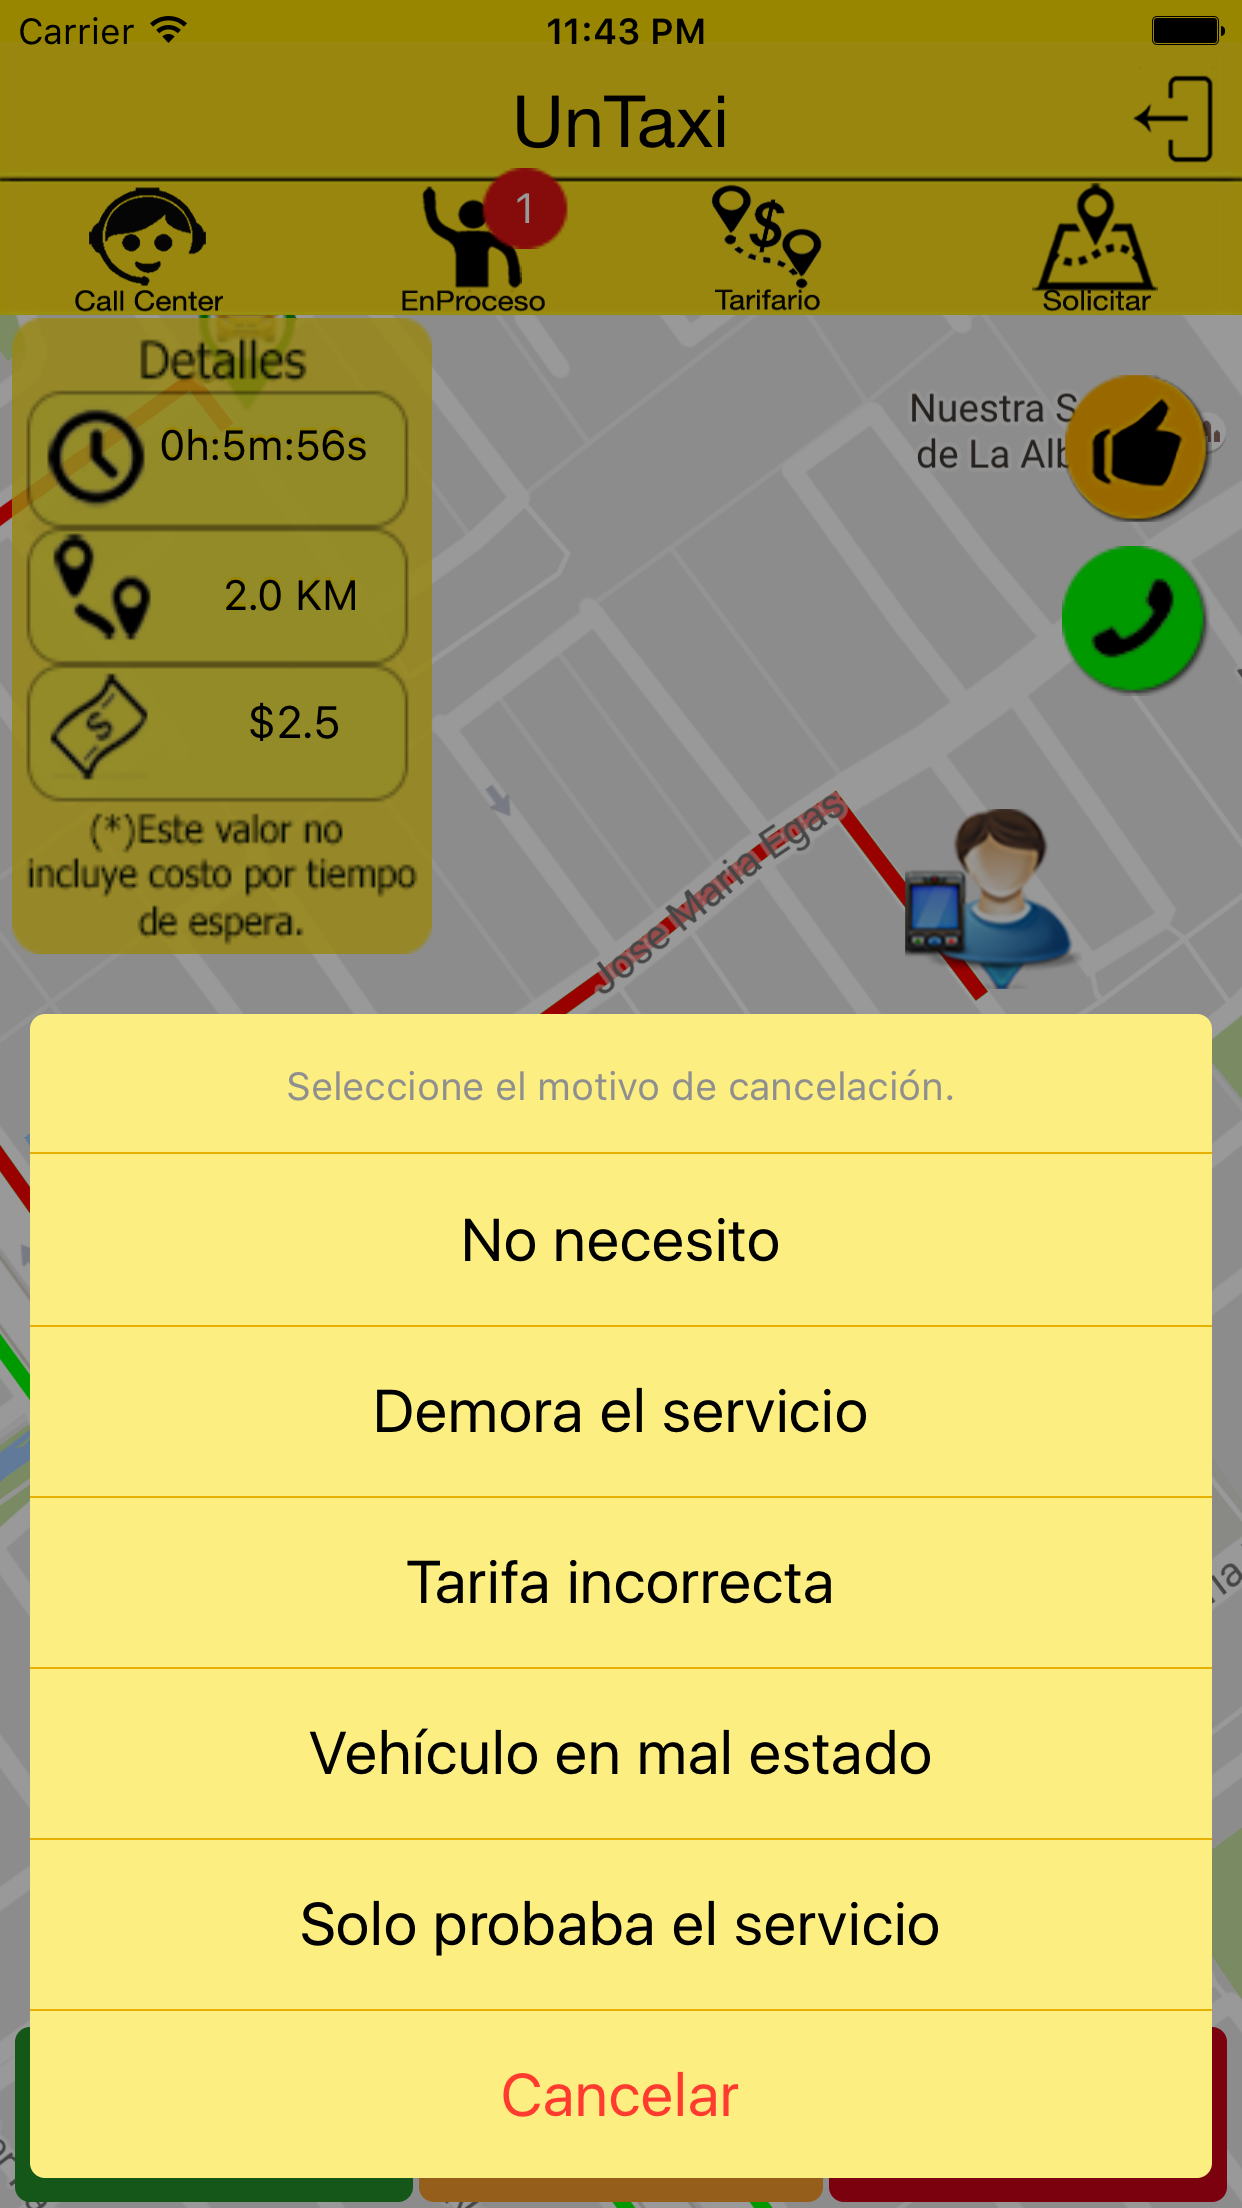 Carrier
11:43 PM
UnTaxi
1
Call Center
EnProceso
$
Tarifario
Solicitar
Detalles
0h:5m:56s
2.0 KM
$
$2.5
(*)Este valor no
incluye costo por tiempo
de espera.
Nuestra S
de La Alb
Jose Maria Egas
Seleccione el motivo de cancelación.
No necesito
Demora el servicio
Tarifa incorrecta
Vehículo en mal estado
Solo probaba el servicio
Cancelar